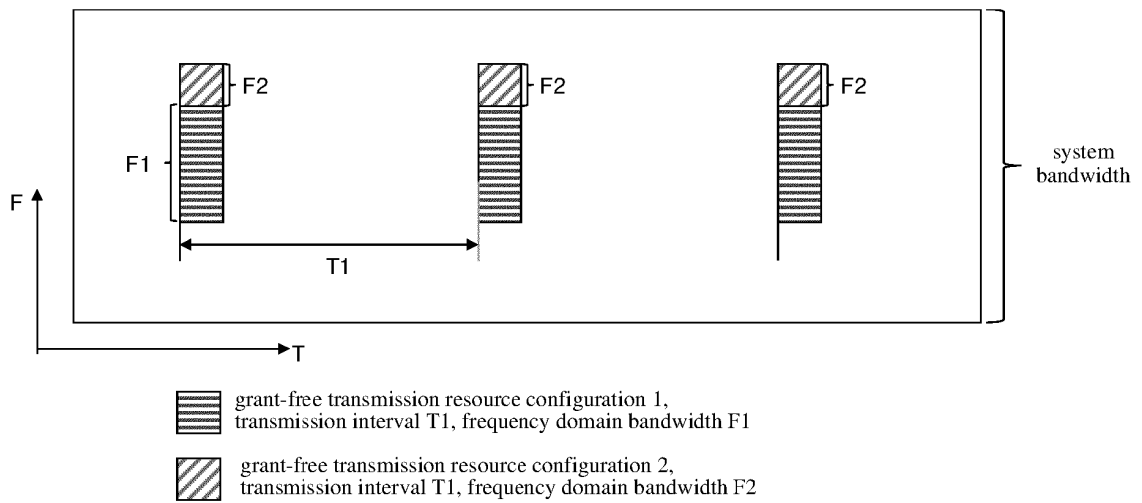 F2
F2
F2
F1
system
bandwidth
F
T1
T
grant-free transmission resource configuration 1,
transmission interval T1, frequency domain bandwidth F1
grant-free transmission resource configuration 2,
transmission interval T1, frequency domain bandwidth F2